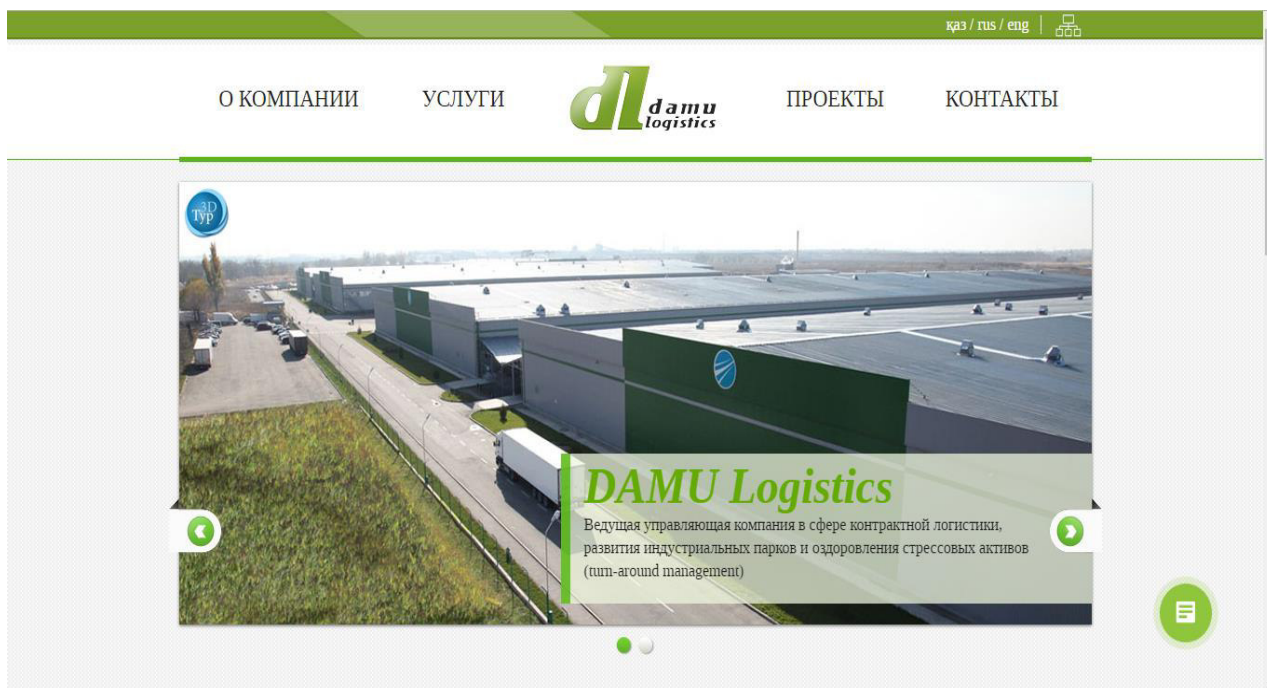 қаз / rus / eng
О КОМПАНИИ
УСЛУГИ
damu
logistics
ПРОЕКТЫ
КОНТАКТЫ
3D
Тур
DAMU Logistics
Ведущая управляющая компания в сфере контрактной логистики,
развития индустриальных парков и оздоровления стрессовых активов
(turn-around management)